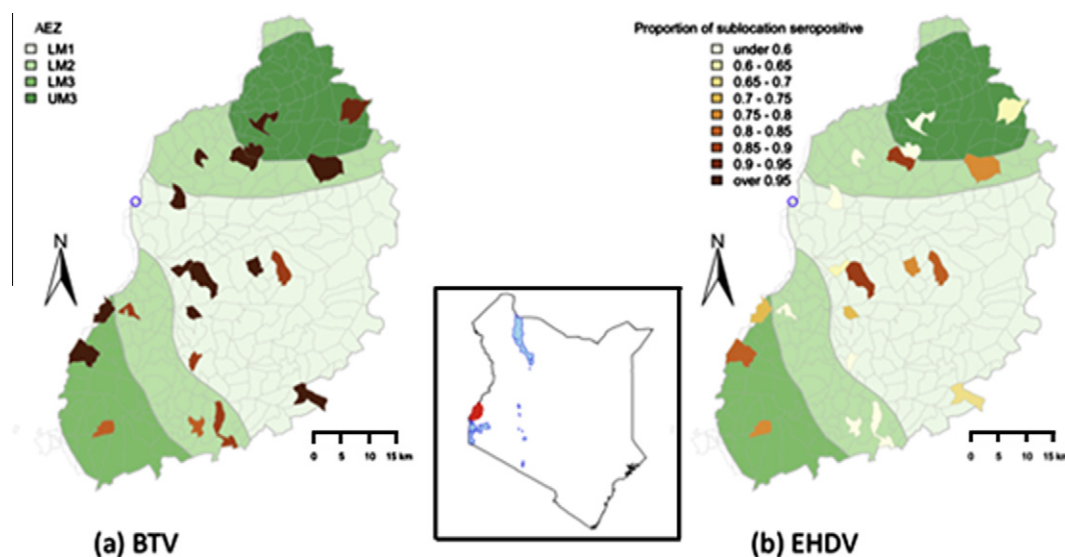 AEZ
LM1
LM2
LM3
UM3
N
0 5 10 15 km
(a) BTV
Proportion of sublocation seropositive
under 0.6
0.6 - 0.65
0.65 - 0.7
0.7 - 0.75
0.75 - 0.8
0.8 - 0.85
0.85 - 0.9
0.9 - 0.95
over 0.95
N
0 5 10 15 km
(b) EHDV